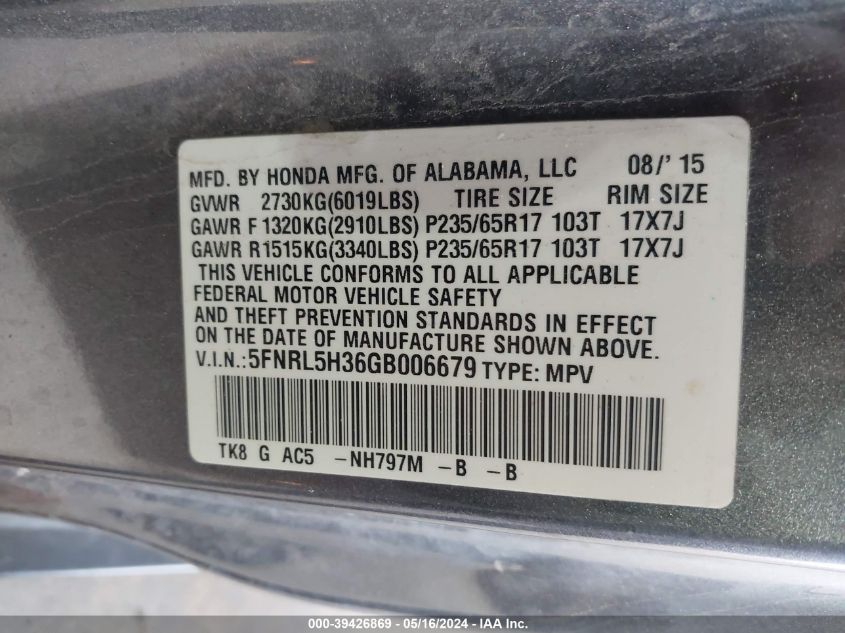 MFD. BY HONDA MFG. OF ALABAMA, LLC 08/' 15
GVWR 2730KG(6019LBS) TIRE SIZE RIM SIZE
GAWR F 1320KG(2910LBS) P235/65R17 103T 17X7J
GAWR R1515KG(3340LBS) P235/65R17 103T 17X7J
THIS VEHICLE CONFORMS TO ALL APPLICABLE
FEDERAL MOTOR VEHICLE SAFETY
AND THEFT PREVENTION STANDARDS IN EFFECT
ON THE DATE OF MANUFACTURE SHOWN ABOVE.
V.I.N.:5FNRL5H36GB006679 TYPE: MPV
TK8 G AC5 -NH797M -B -B
000-39426869 - 05/16/2024 - IAA, Inc.